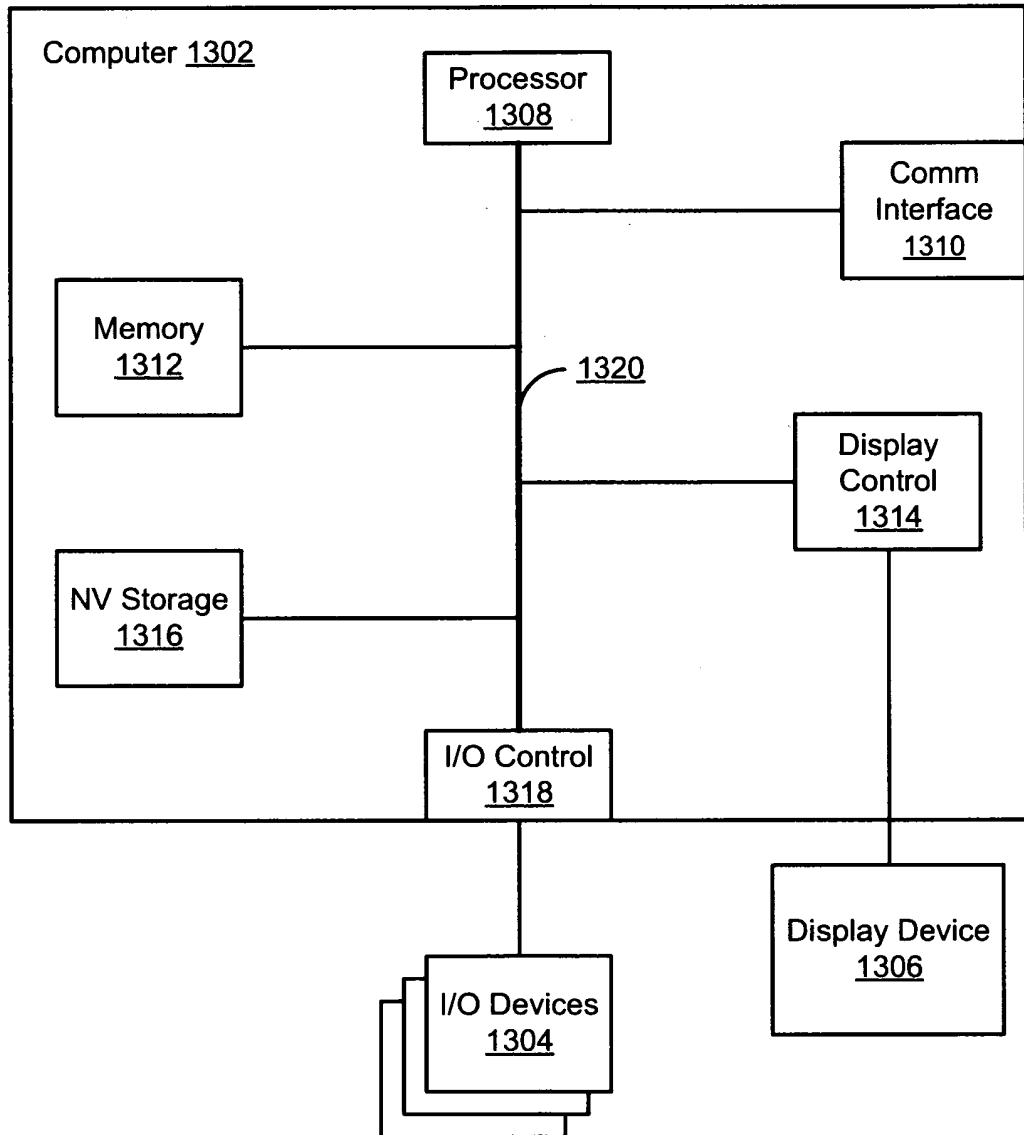 Computer 1302
Processor
1308
Comm
Interface
1310
Memory
1312
1320
Display
Control
1314
NV Storage
1316
I/O Control
1318
Display Device
1306
I/O Devices
1304